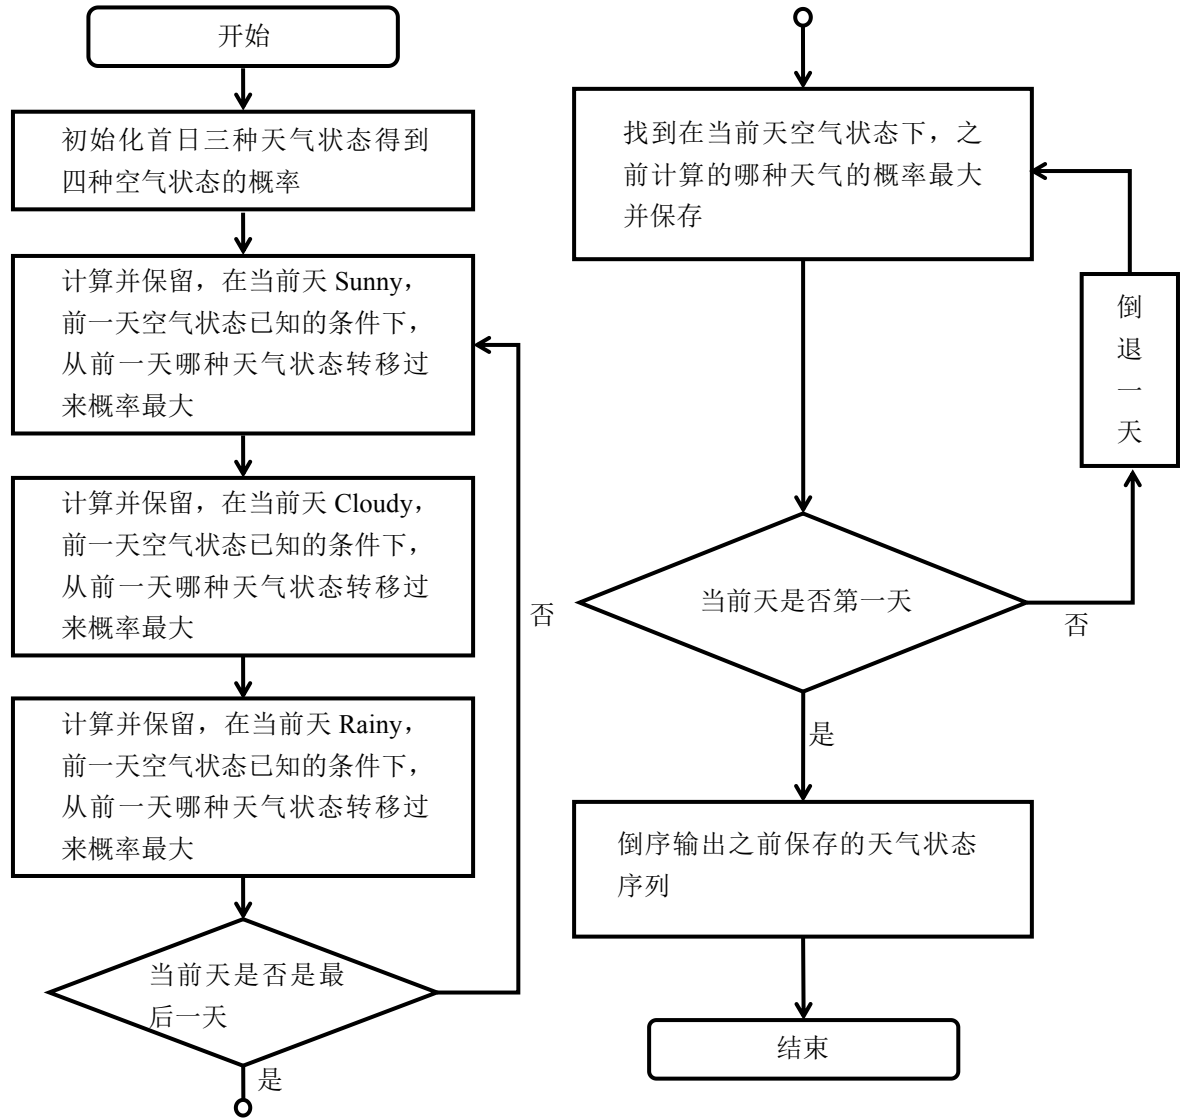 开始
初始化首日三种天气状态得到
四种空气状态的概率
计算并保留，在当前天 Sunny，
前一天空气状态已知的条件下，
从前一天哪种天气状态转移过
来概率最大
计算并保留，在当前天 Cloudy，
前一天空气状态已知的条件下，
从前一天哪种天气状态转移过
来概率最大
否
计算并保留，在当前天 Rainy，
前一天空气状态已知的条件下，
从前一天哪种天气状态转移过
来概率最大
当前天是否是最
后一天
是
找到在当前天空气状态下，之
前计算的哪种天气的概率最大
并保存
倒
退
一
天
当前天是否第一天
否
是
倒序输出之前保存的天气状态
序列
结束